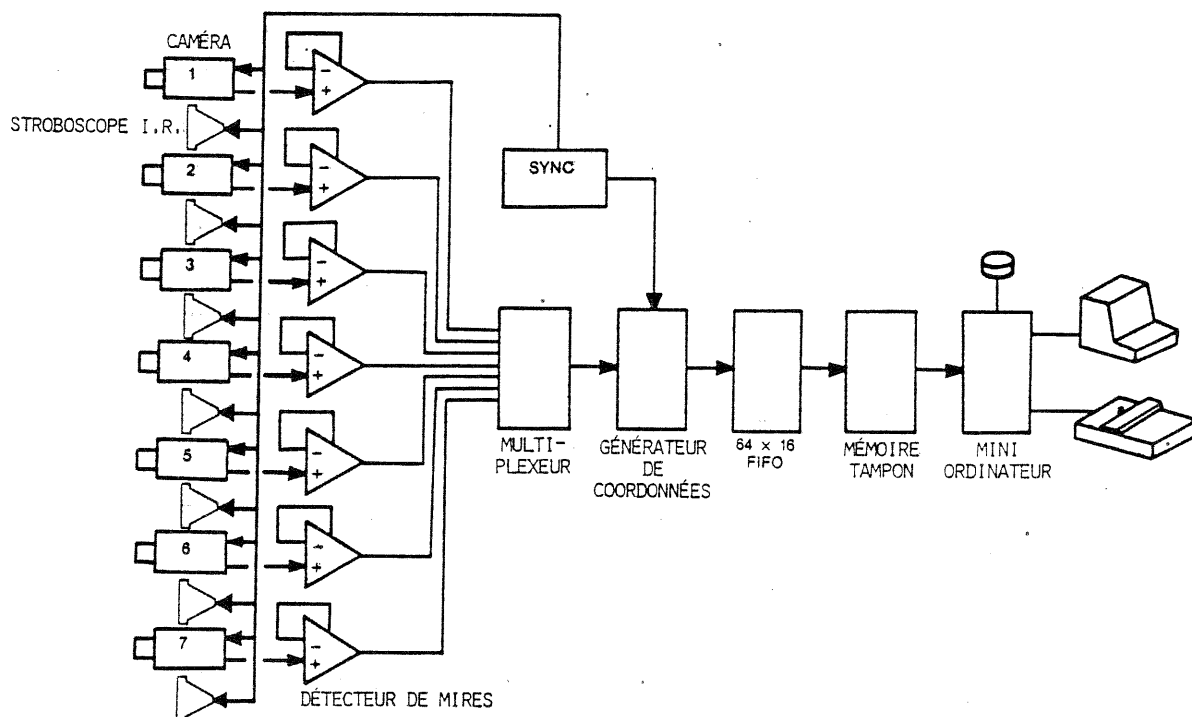 CAMÉRA
1
- +
STROBOSCOPE I.R.
2
- +
SYNC
3
- +
4
- +
5
- +
6
- +
7
- +
MULTI-
PLEXEUR
GÉNÉRATEUR
DE
COORDONNÉES
64 x 16
FIFO
MÉMOIRE
TAMPON
MINI
ORDINATEUR
DÉTECTEUR DE MIRES